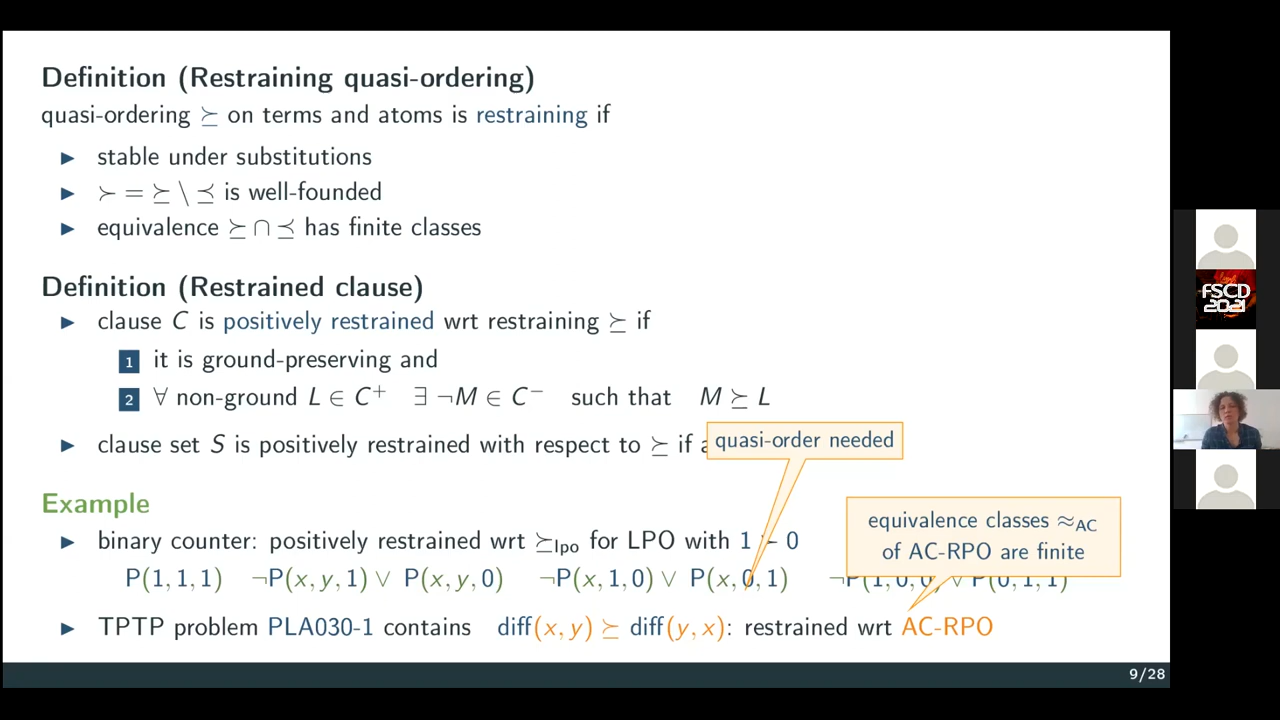 Definition (Restraining quasi-ordering)
quasi-ordering ⪰ on terms and atoms is restraining if
▶ stable under substitutions
▶ ≻ = ⪰ \ ⪯ is well-founded
▶ equivalence ⪰ ∩ ⪯ has finite classes
Definition (Restrained clause)
▶ clause C is positively restrained wrt restraining ⪰ if
1 it is ground-preserving and
2 ∀ non-ground L ∈ C⁺ ∃ ¬M ∈ C⁻ such that M ⪰ L
▶ clause set S is positively restrained with respect to ⪰ if
quasi-order needed
Example
equivalence classes ≈AC
of AC-RPO are finite
▶ binary counter: positively restrained wrt ⪰lpo for LPO with 1 ≻ 0
P(1, 1, 1) ¬P(x, y, 1) ∨ P(x, y, 0) ¬P(x, 1, 0) ∨ P(x, 0, 1) ¬P(1, 0, 0) ∨ P(0, 1, 1)
▶ TPTP problem PLA030-1 contains diff(x, y) ⪰ diff(y, x): restrained wrt AC-RPO
9/28
FSCD
2021